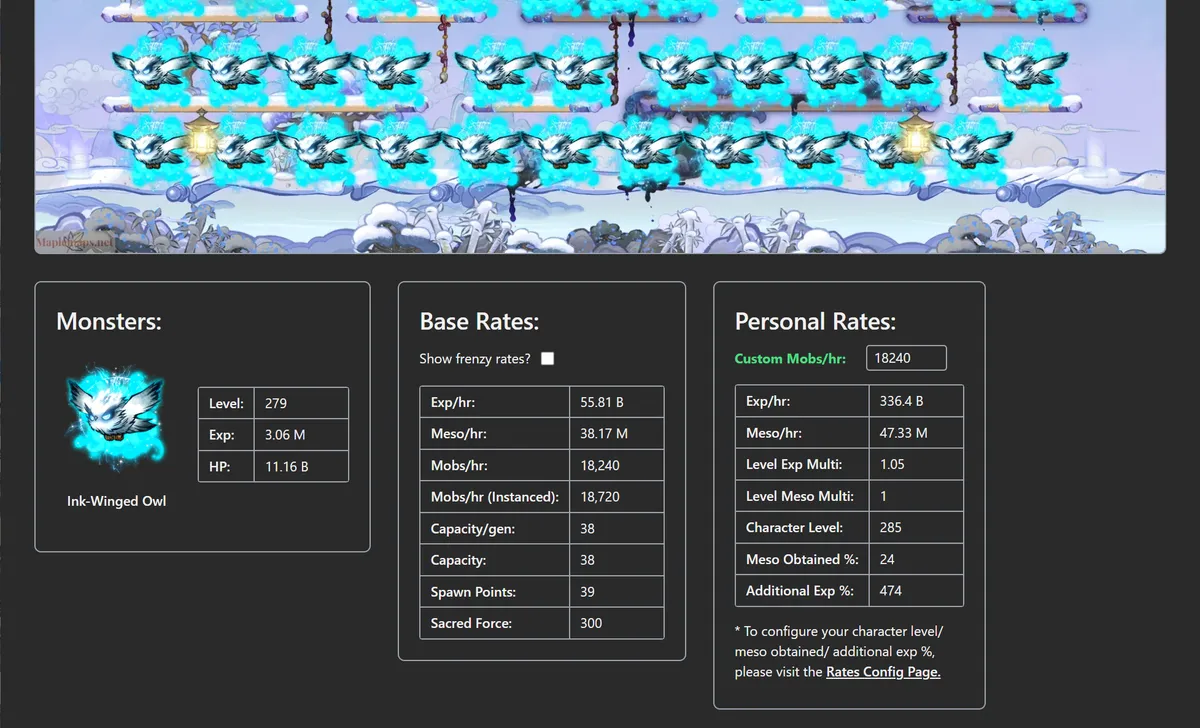 Maplemaps.net
Monsters:
Level: 279
Exp: 3.06 M
HP: 11.16 B
Ink-Winged Owl
Base Rates:
Show frenzy rates?
Exp/hr: 55.81 B
Meso/hr: 38.17 M
Mobs/hr: 18,240
Mobs/hr (Instanced): 18,720
Capacity/gen: 38
Capacity: 38
Spawn Points: 39
Sacred Force: 300
Personal Rates:
Custom Mobs/hr: 18240
Exp/hr: 336.4 B
Meso/hr: 47.33 M
Level Exp Multi: 1.05
Level Meso Multi: 1
Character Level: 285
Meso Obtained %: 24
Additional Exp %: 474
* To configure your character level/
meso obtained/ additional exp %,
please visit the Rates Config Page.